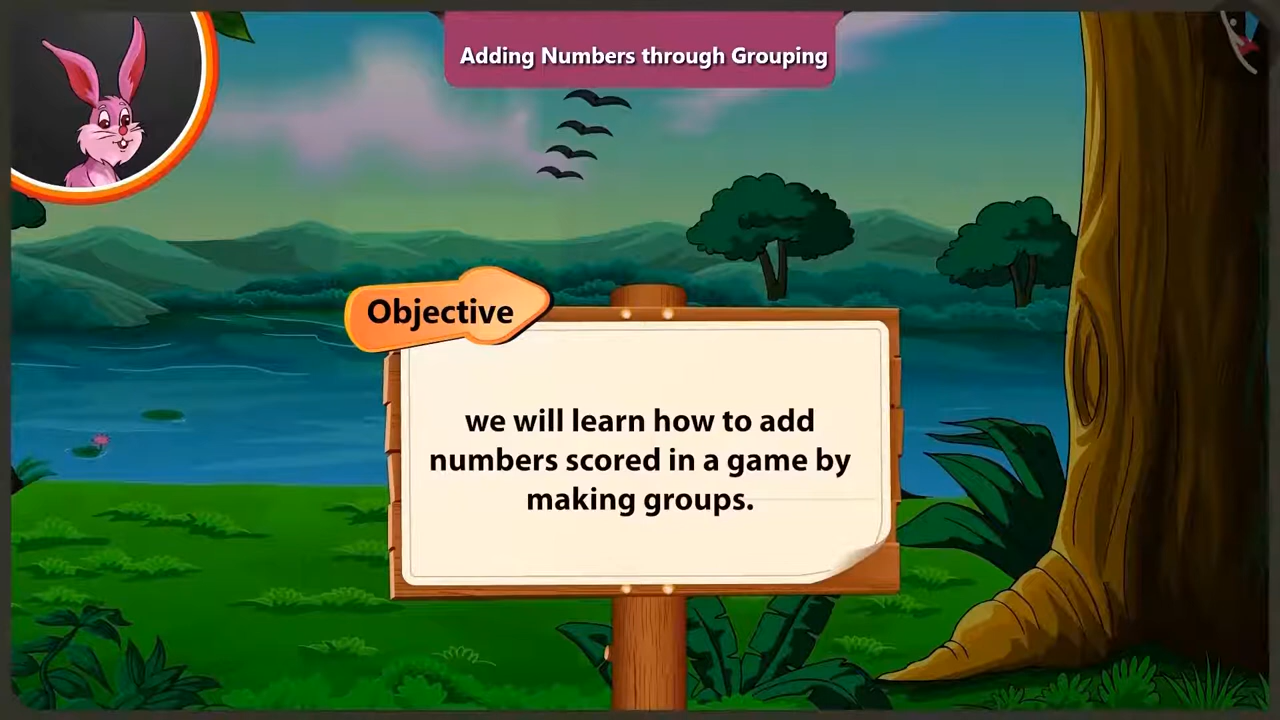 Adding Numbers through Grouping
Objective
we will learn how to add
numbers scored in a game by
making groups.